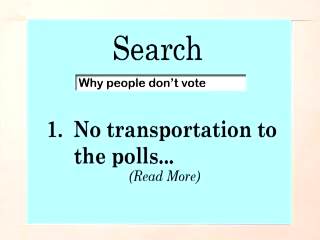 Search
Why people don't vote
1. No transportation to
the polls...
(Read More)